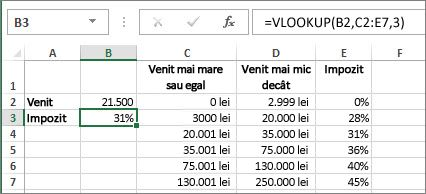 B3 fx =VLOOKUP(B2,C2:E7,3)
A B C D E F
1 Venit mai mare sau egal Venit mai mic decât Impozit
2 Venit 21.500 0 lei 2.999 lei 0%
3 Impozit 31% 3000 lei 20.000 lei 28%
4 20.001 lei 35.000 lei 31%
5 35.001 lei 75.000 lei 36%
6 75.001 lei 130.000 lei 40%
7 130.001 lei 250.000 lei 45%